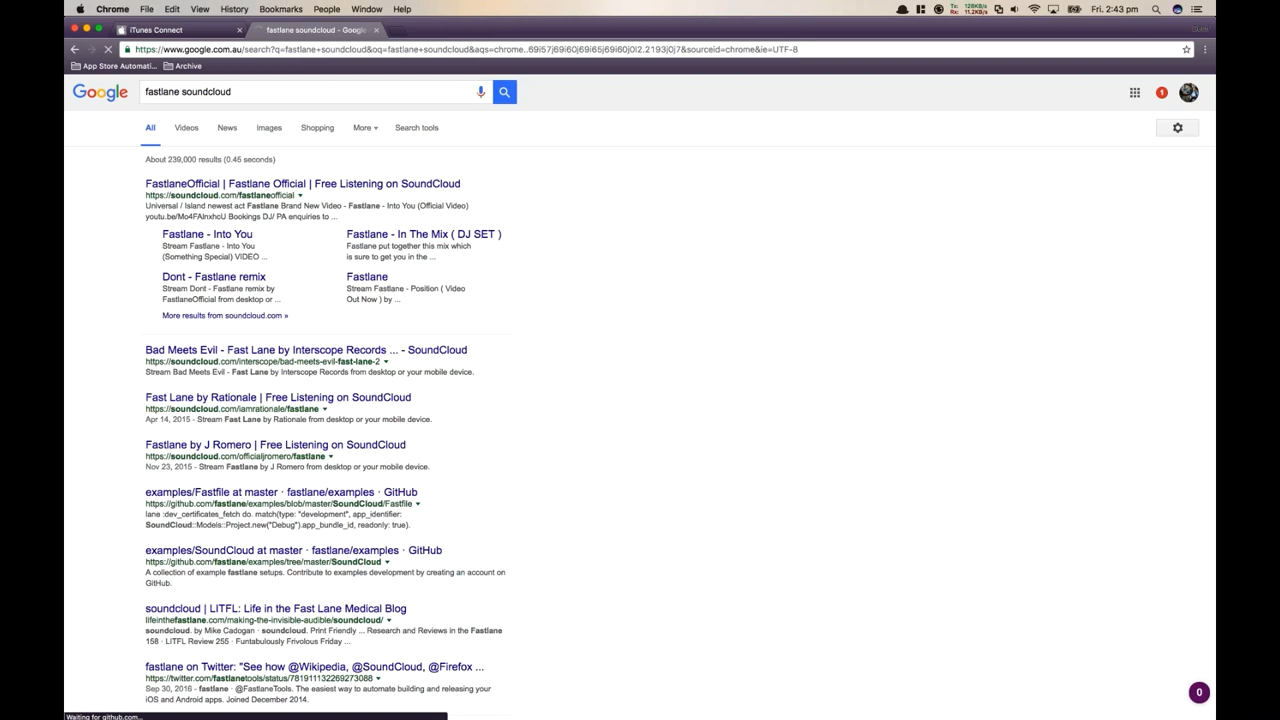 Chrome File Edit View History Bookmarks People Window Help Tx: 128KB/s Rx: 11.2KB/s Fri. 2:43 pm
iTunes Connect fastlane soundcloud - Google
https://www.google.com.au/search?q=fastlane+soundcloud&oq=fastlane+soundcloud&aqs=chrome..69i57j69i60j69i65j69i60j0l2.2193j0j7&sourceid=chrome&ie=UTF-8
App Store Automati... Archive
Google fastlane soundcloud 1
All Videos News Images Shopping More Search tools
About 239,000 results (0.45 seconds)
FastlaneOfficial | Fastlane Official | Free Listening on SoundCloud
https://soundcloud.com/fastlaneofficial
Universal / Island newest act Fastlane Brand New Video - Fastlane - Into You (Official Video)
youtu.be/Mo4FAlnxhcU Bookings DJ/ PA enquiries to ...
Fastlane - Into You
Stream Fastlane - Into You
(Something Special) VIDEO ...
Fastlane - In The Mix ( DJ SET )
Fastlane put together this mix which
is sure to get you in the ...
Dont - Fastlane remix
Stream Dont - Fastlane remix by
FastlaneOfficial from desktop or ...
Fastlane
Stream Fastlane - Position ( Video
Out Now ) by ...
More results from soundcloud.com »
Bad Meets Evil - Fast Lane by Interscope Records ... - SoundCloud
https://soundcloud.com/interscope/bad-meets-evil-fast-lane-2
Stream Bad Meets Evil - Fast Lane by Interscope Records from desktop or your mobile device.
Fast Lane by Rationale | Free Listening on SoundCloud
https://soundcloud.com/iamrationale/fastlane
Apr 14, 2015 - Stream Fast Lane by Rationale from desktop or your mobile device.
Fastlane by J Romero | Free Listening on SoundCloud
https://soundcloud.com/officialjromero/fastlane
Nov 23, 2015 - Stream Fastlane by J Romero from desktop or your mobile device.
examples/Fastfile at master · fastlane/examples · GitHub
https://github.com/fastlane/examples/blob/master/SoundCloud/Fastfile
lane :dev_certificates_fetch do. match(type: "development", app_identifier:
SoundCloud::Models::Project.new("Debug").app_bundle_id, readonly: true).
examples/SoundCloud at master · fastlane/examples · GitHub
https://github.com/fastlane/examples/tree/master/SoundCloud
A collection of example fastlane setups. Contribute to examples development by creating an account on
GitHub.
soundcloud | LITFL: Life in the Fast Lane Medical Blog
lifeinthefastlane.com/making-the-invisible-audible/soundcloud/
soundcloud. by Mike Cadogan · soundcloud. Print Friendly ... Research and Reviews in the Fastlane
158 · LITFL Review 255 · Funtabulously Frivolous Friday ...
fastlane on Twitter: "See how @Wikipedia, @SoundCloud, @Firefox ...
https://twitter.com/fastlanetools/status/781911132269273088
Sep 30, 2016 - fastlane · @FastlaneTools. The easiest way to automate building and releasing your
iOS and Android apps. Joined December 2014.
0
Waiting for github.com...